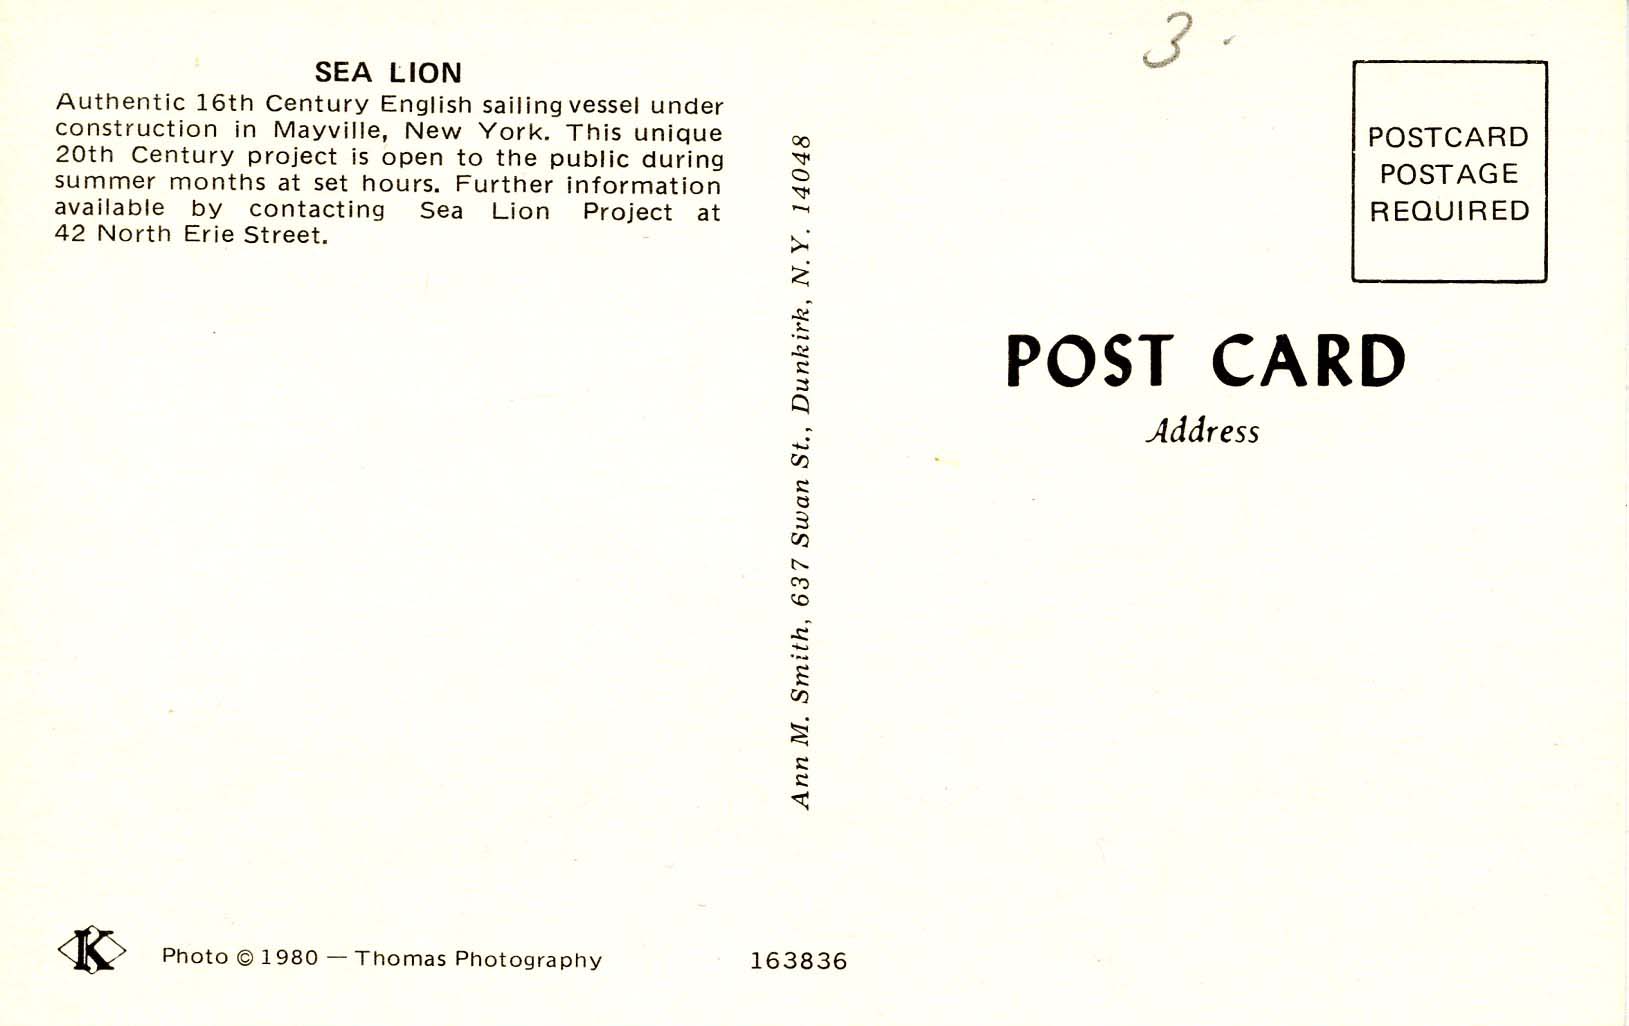 SEA LION
Authentic 16th Century English sailing vessel under
construction in Mayville, New York. This unique
20th Century project is open to the public during
summer months at set hours. Further information
available by contacting Sea Lion Project at
42 North Erie Street.
K
Photo © 1980 — Thomas Photography
163836
Ann M. Smith, 637 Swan St., Dunkirk, N.Y. 14048
3.
POSTCARD
POSTAGE
REQUIRED
POST CARD
Address